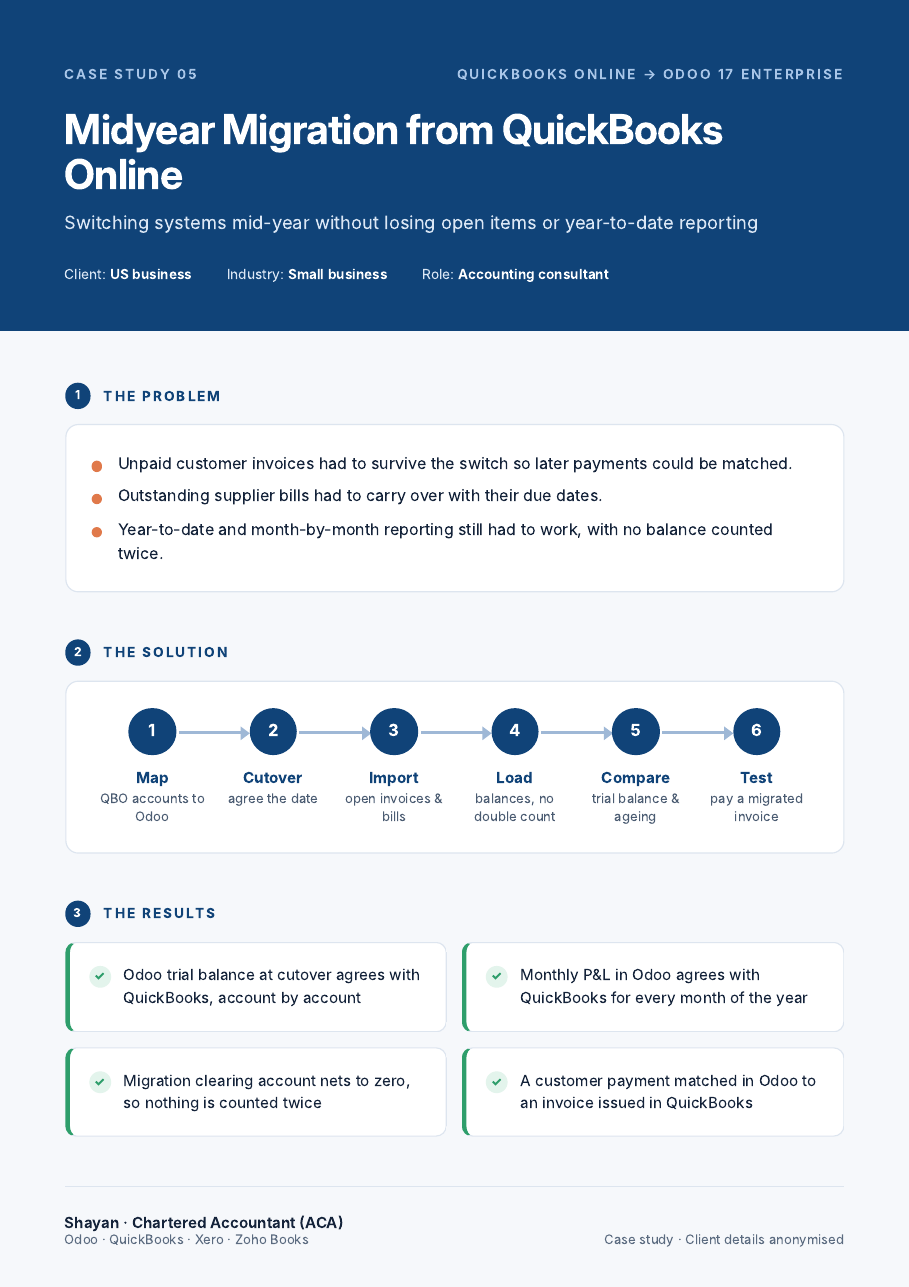 CASE STUDY 05
QUICKBOOKS ONLINE → ODOO 17 ENTERPRISE
Midyear Migration from QuickBooks
Online
Switching systems mid-year without losing open items or year-to-date reporting
Client: US business
Industry: Small business
Role: Accounting consultant
1 THE PROBLEM
Unpaid customer invoices had to survive the switch so later payments could be matched.
Outstanding supplier bills had to carry over with their due dates.
Year-to-date and month-by-month reporting still had to work, with no balance counted
twice.
2 THE SOLUTION
1
Map
QBO accounts to
Odoo
2
Cutover
agree the date
3
Import
open invoices &
bills
4
Load
balances, no
double count
5
Compare
trial balance &
ageing
6
Test
pay a migrated
invoice
3 THE RESULTS
Odoo trial balance at cutover agrees with
QuickBooks, account by account
Monthly P&L in Odoo agrees with
QuickBooks for every month of the year
Migration clearing account nets to zero,
so nothing is counted twice
A customer payment matched in Odoo to
an invoice issued in QuickBooks
Shayan · Chartered Accountant (ACA)
Odoo · QuickBooks · Xero · Zoho Books
Case study · Client details anonymised